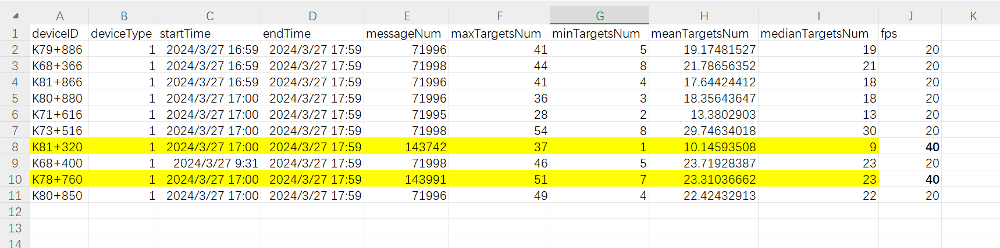 A B C D E F G H I J K
1 deviceID deviceType startTime endTime messageNum maxTargetsNum minTargetsNum meanTargetsNum medianTargetsNum fps
2 K79+886 1 2024/3/27 16:59 2024/3/27 17:59 71996 41 5 19.17481527 19 20
3 K68+366 1 2024/3/27 16:59 2024/3/27 17:59 71998 44 8 21.78656352 21 20
4 K81+866 1 2024/3/27 16:59 2024/3/27 17:59 71996 41 4 17.64424412 18 20
5 K80+880 1 2024/3/27 17:00 2024/3/27 17:59 71996 36 3 18.35643647 18 20
6 K71+616 1 2024/3/27 17:00 2024/3/27 17:59 71995 28 2 13.3802903 13 20
7 K73+516 1 2024/3/27 17:00 2024/3/27 17:59 71998 54 8 29.74634018 30 20
8 K81+320 1 2024/3/27 17:00 2024/3/27 17:59 143742 37 1 10.14593508 9 40
9 K68+400 1 2024/3/27 9:31 2024/3/27 17:59 71998 46 5 23.71928387 23 20
10 K78+760 1 2024/3/27 17:00 2024/3/27 17:59 143991 51 7 23.31036662 23 40
11 K80+850 1 2024/3/27 17:00 2024/3/27 17:59 71996 49 4 22.42432913 22 20
12
13
14